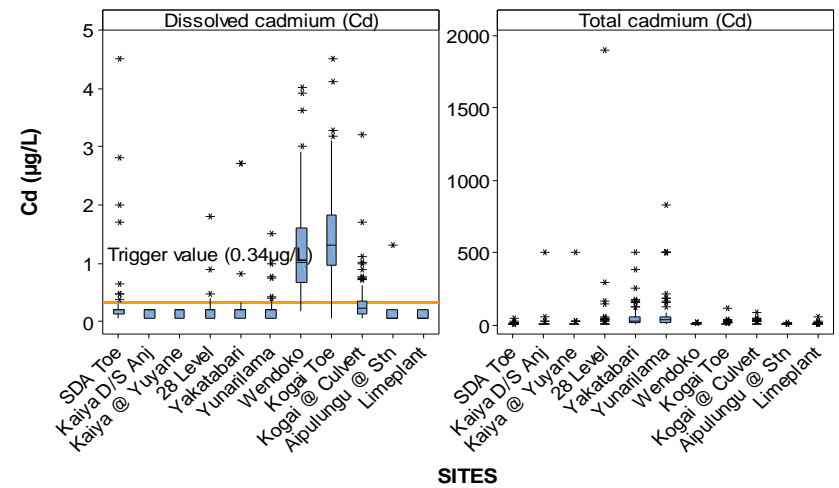 Dissolved cadmium (Cd)
Total cadmium (Cd)
Cd (µg/L)
5
4
3
2
1
0
Trigger value (0.34µg/L)
2000
1500
1000
500
0
SDA Toe
Kaiya D/S Anj
Kaiya @ Yuyane
28 Level
Yakatabari
Yunarilama
Wendoko
Kogai Toe
Kogai @ Culvert
Aipulungu @ Stn
Limeplant
SDA Toe
Kaiya D/S Anj
Kaiya @ Yuyane
28 Level
Yakatabari
Yunarilama
Wendoko
Kogai Toe
Kogai @ Culvert
Aipulungu @ Stn
Limeplant
SITES